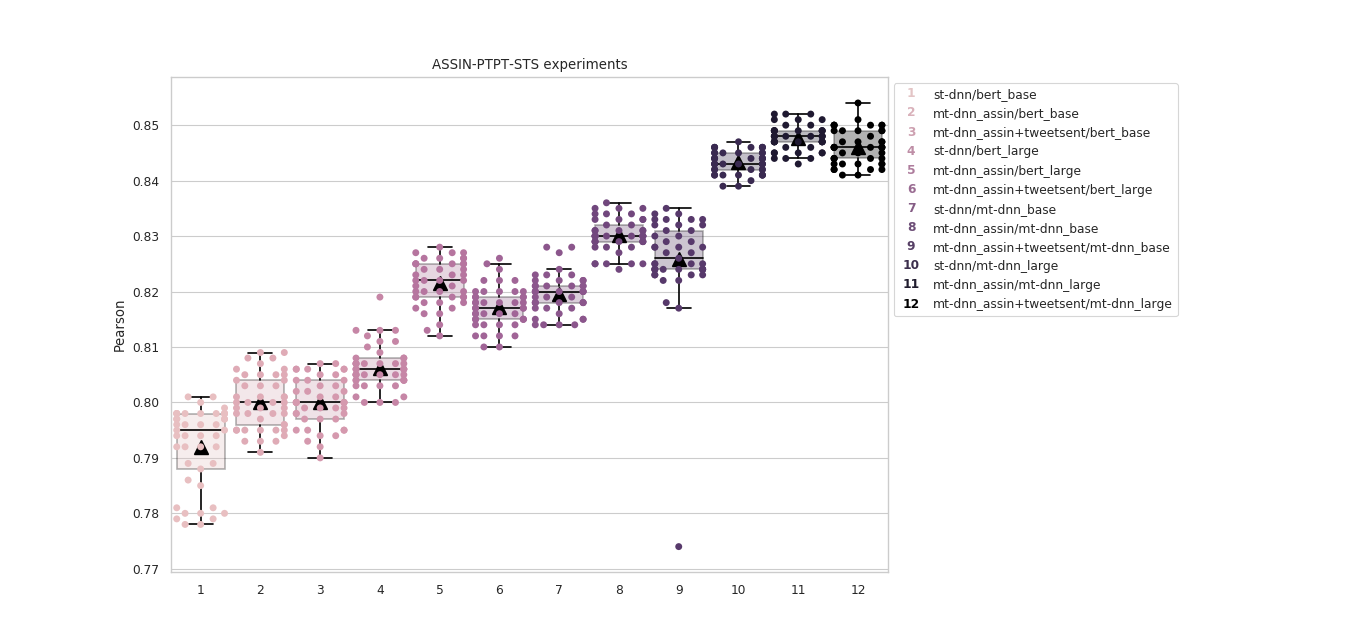 ASSIN-PTPT-STS experiments
Pearson
0.85
0.84
0.83
0.82
0.81
0.80
0.79
0.78
0.77
1 2 3 4 5 6 7 8 9 10 11 12
1 st-dnn/bert_base
2 mt-dnn_assin/bert_base
3 mt-dnn_assin+tweetsent/bert_base
4 st-dnn/bert_large
5 mt-dnn_assin/bert_large
6 mt-dnn_assin+tweetsent/bert_large
7 st-dnn/mt-dnn_base
8 mt-dnn_assin/mt-dnn_base
9 mt-dnn_assin+tweetsent/mt-dnn_base
10 st-dnn/mt-dnn_large
11 mt-dnn_assin/mt-dnn_large
12 mt-dnn_assin+tweetsent/mt-dnn_large